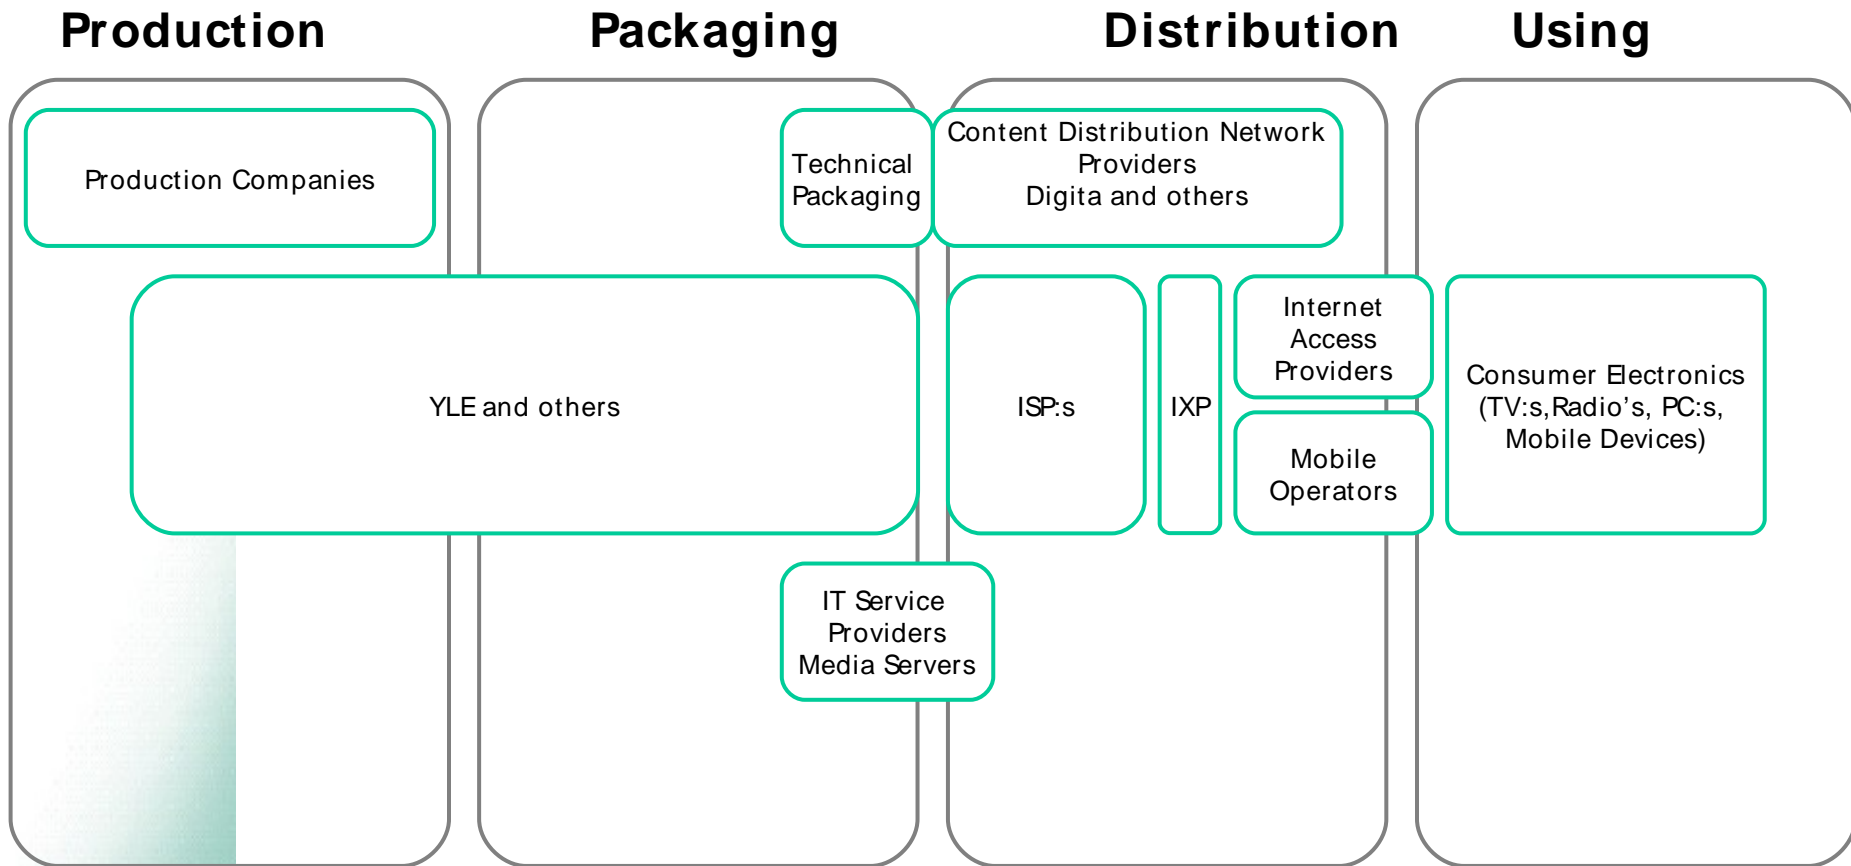 Production
Packaging
Distribution
Using
Production Companies
Technical
Packaging
Content Distribution Network
Providers
Digita and others
YLE and others
ISP:s
IXP
Internet
Access
Providers
Mobile
Operators
Consumer Electronics
(TV:s,Radio's, PC:s,
Mobile Devices)
IT Service
Providers
Media Servers